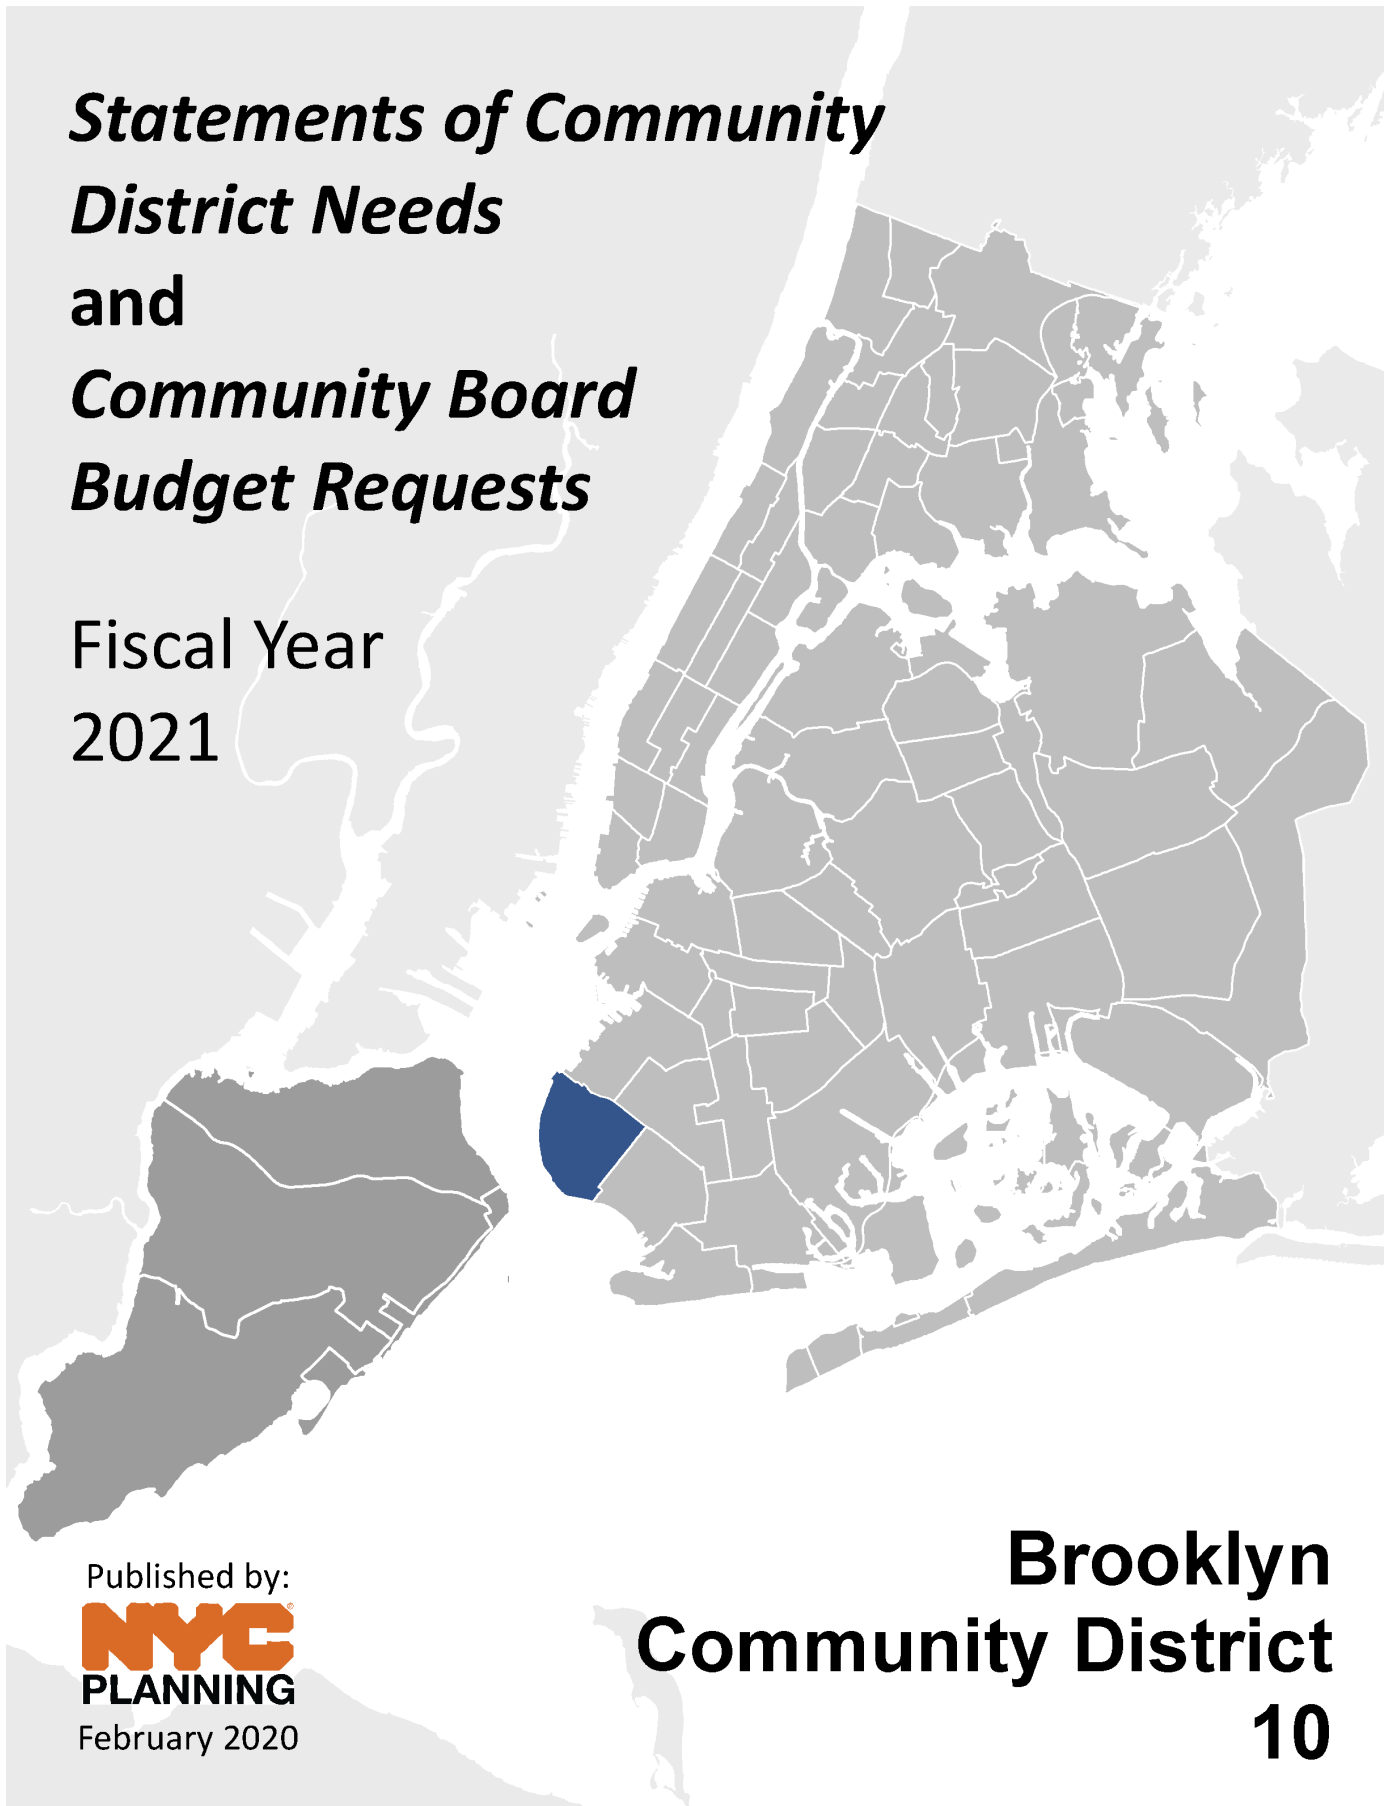 Statements of Community
District Needs
and
Community Board
Budget Requests
Fiscal Year
2021
Published by:
NYC®
PLANNING
February 2020
Brooklyn
Community District
10